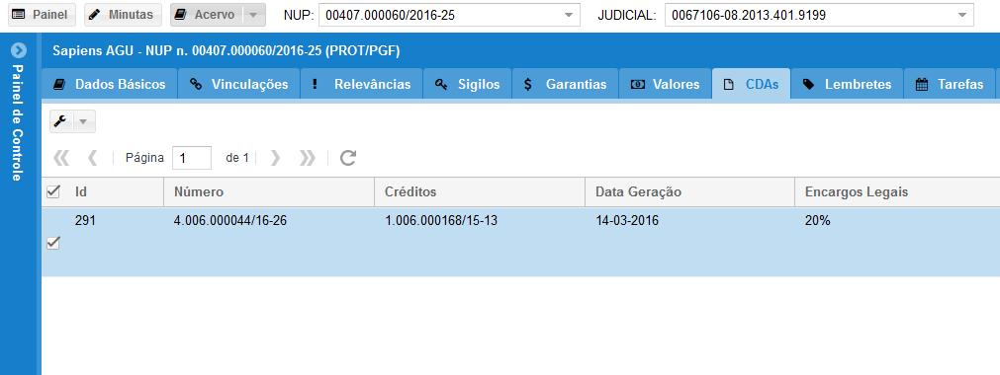 Painel Minutas Acervo NUP: 00407.000060/2016-25 JUDICIAL: 0067106-08.2013.401.9199
Painel de Controle
Sapiens AGU - NUP n. 00407.000060/2016-25 (PROT/PGF)
Dados Básicos Vinculações Relevâncias Sigilos Garantias Valores CDAs Lembretes Tarefas
Página 1 de 1
Id Número Créditos Data Geração Encargos Legais
291 4.006.000044/16-26 1.006.000168/15-13 14-03-2016 20%